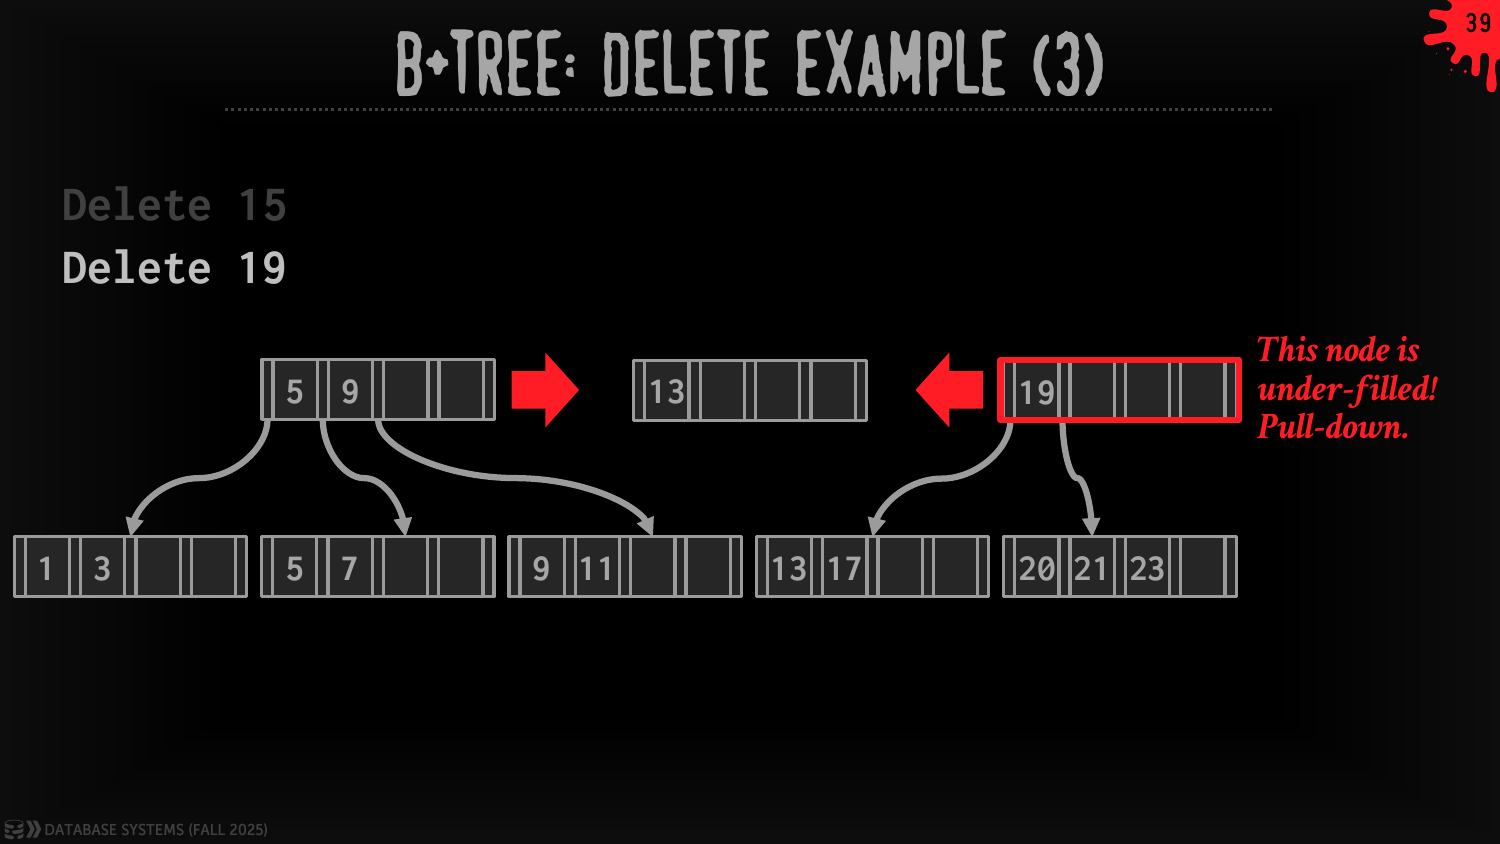 39
B+TREE: DELETE EXAMPLE (3)
Delete 15
Delete 19
This node is
under-filled!
Pull-down.
5 9
13
19
1 3
5 7
9 11
13 17
20 21 23
DATABASE SYSTEMS (FALL 2025)